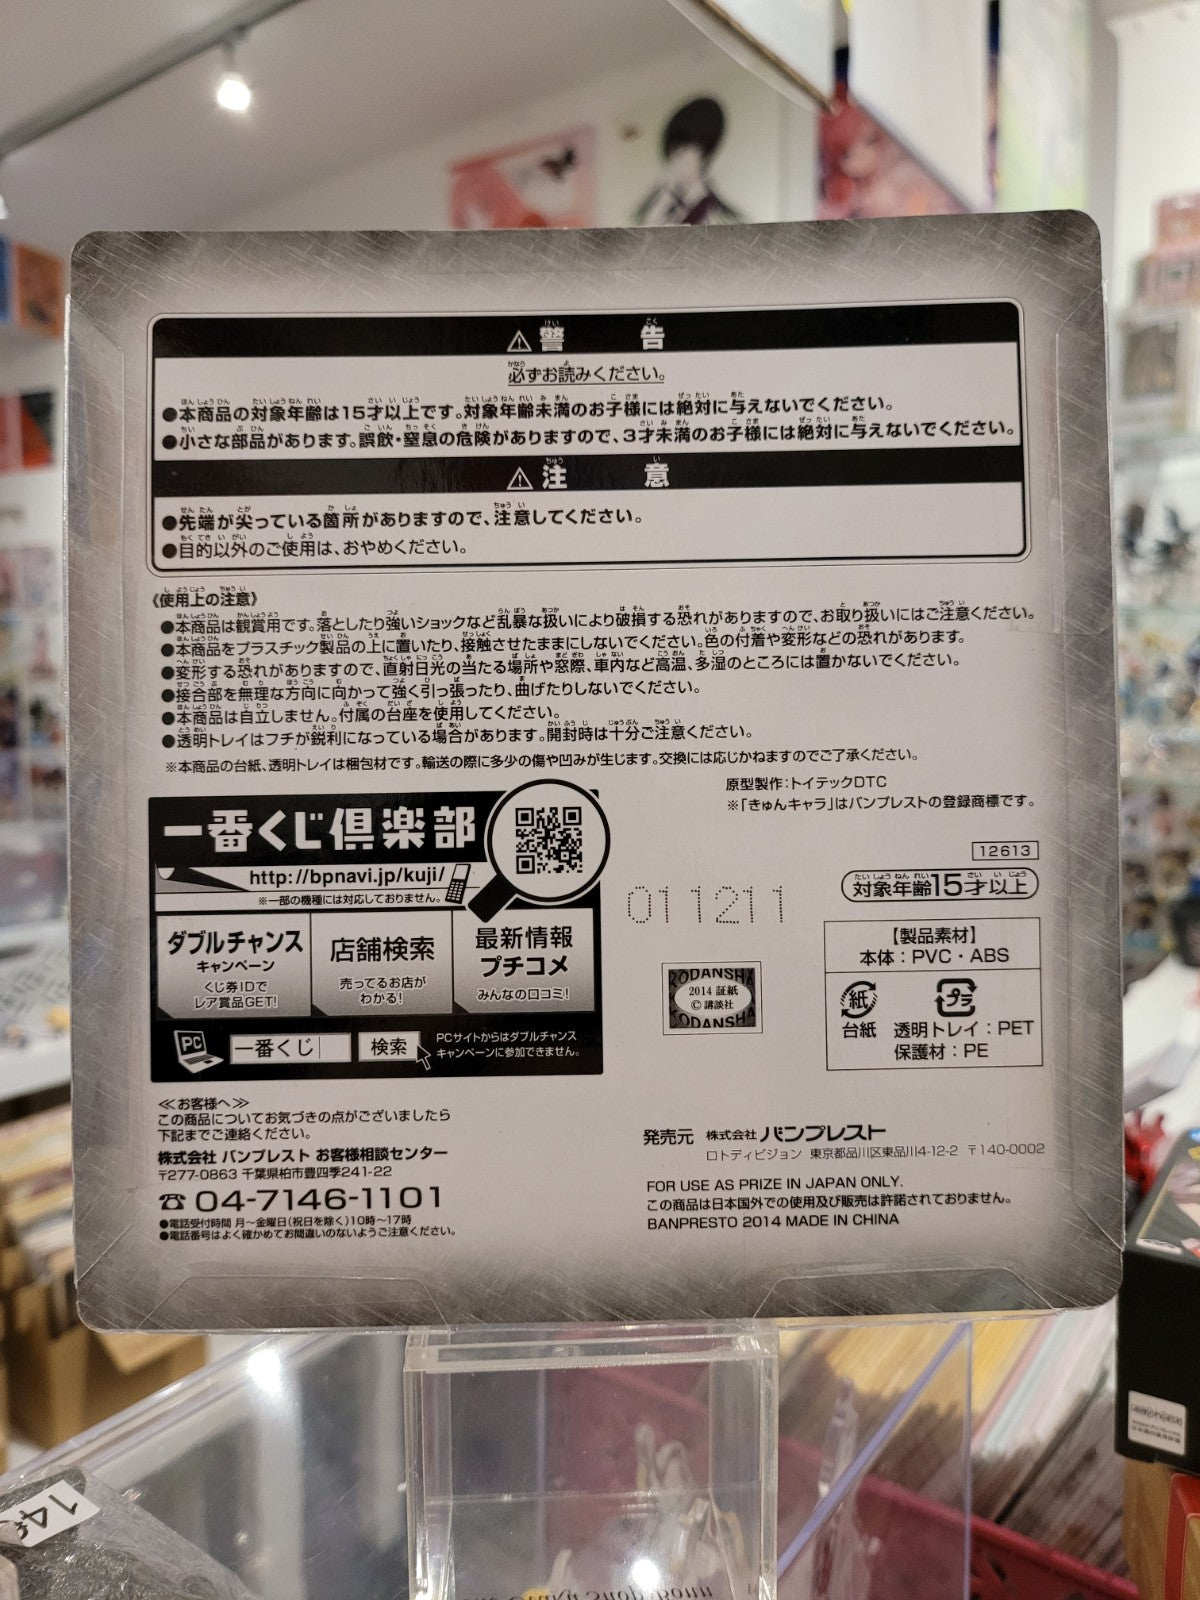 ⚠警告
必ずお読みください。
●本商品の対象年齢は15才以上です。対象年齢未満のお子様には絶対に与えないでください。
●小さな部品があります。誤飲・窒息の危険がありますので、3才未満のお子様には絶対に与えないでください。
⚠注意
●先端が尖っている箇所がありますので、注意してください。
●目的以外のご使用は、おやめください。
《使用上の注意》
●本商品は観賞用です。落としたり強いショックなど乱暴な扱いにより破損する恐れがありますので、お取り扱いにはご注意ください。
●本商品をプラスチック製品の上に置いたり、接触させたままにしないでください。色の付着や変形などの恐れがあります。
●変形する恐れがありますので、直射日光の当たる場所や窓際、車内など高温、多湿のところには置かないでください。
●接合部を無理な方向に向かって強く引っ張ったり、曲げたりしないでください。
●本商品は自立しません。付属の台座を使用してください。
●透明トレイはフチが鋭利になっている場合があります。開封時は十分ご注意ください。
※本商品の台紙、透明トレイは梱包材です。輸送の際に多少の傷や凹みが生じます。交換には応じかねますのでご了承ください。
原型製作：トイテックDTC
※「きゅんキャラ」はバンプレストの登録商標です。
一番くじ倶楽部
http://bpnavi.jp/kuji/
※一部の機種には対応しておりません。
ダブルチャンス
キャンペーン
くじ券IDで
レア賞品GET!
店舗検索
売ってるお店が
わかる!
最新情報
プチコメ
みんなの口コミ!
PC
一番くじ
検索
PCサイトからはダブルチャンス
キャンペーンに参加できません。
12613
対象年齢15才以上
011211
KODANSHA
2014 証紙
© 講談社
KODANSHA
【製品素材】
本体：PVC・ABS
紙
台紙
プラ
透明トレイ：PET
保護材：PE
≪お客様へ≫
この商品についてお気づきの点がございましたら
下記までご連絡ください。
株式会社 バンプレスト お客様相談センター
〒277-0863 千葉県柏市豊四季241-22
☎04-7146-1101
●電話受付時間 月～金曜日(祝日を除く)10時～17時
●電話番号はよく確かめてお間違いのないようご注意ください。
発売元 株式会社 バンプレスト
ロトディビジョン 東京都品川区東品川4-12-2 〒140-0002
FOR USE AS PRIZE IN JAPAN ONLY.
この商品は日本国外での使用及び販売は許諾されておりません。
BANPRESTO 2014 MADE IN CHINA